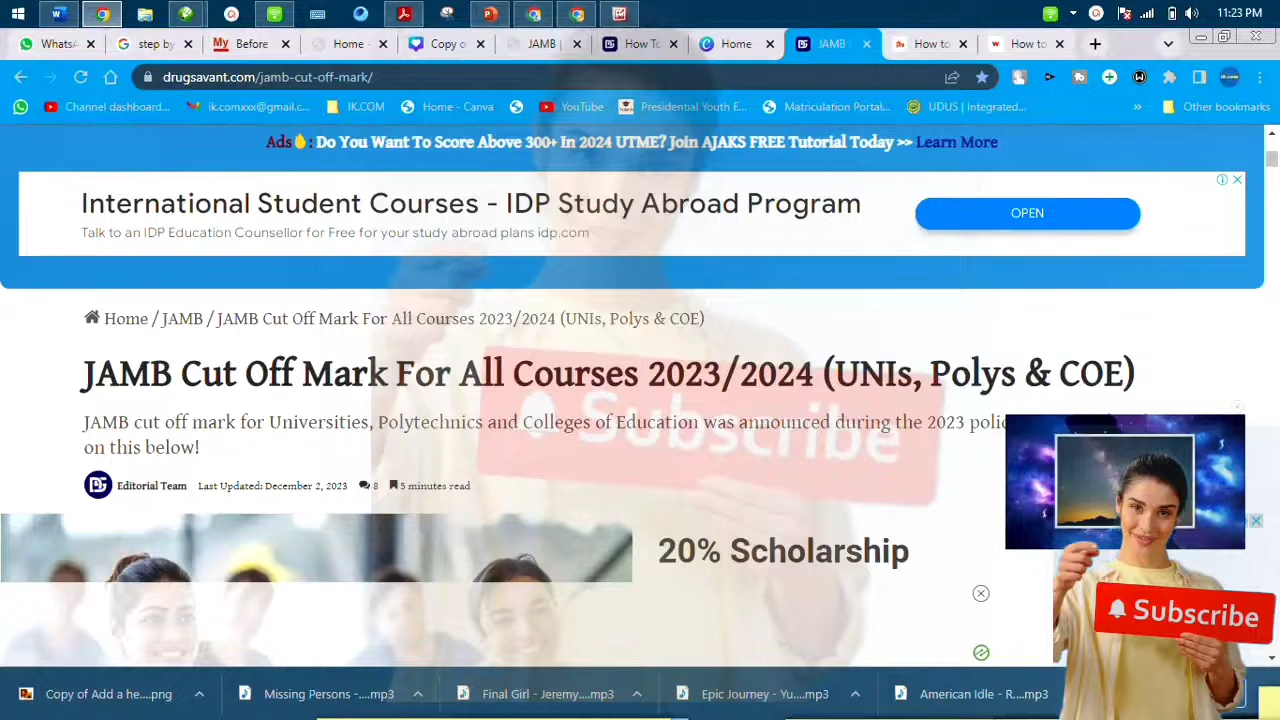 11:23 PM
WhatsA
step by
Before
Home -
Copy o
JAMB
How To
Home
JAMB
How to
How to
drugsavant.com/jamb-cut-off-mark/
Channel dashboard...
ik.comxxx@gmail.c...
IK.COM
Home - Canva
YouTube
Presidential Youth E...
Matriculation Portal...
UDUS | Integrated...
Other bookmarks
Ads : Do You Want To Score Above 300+ In 2024 UTME? Join AJAKS FREE Tutorial Today >> Learn More
International Student Courses - IDP Study Abroad Program
Talk to an IDP Education Counsellor for Free for your study abroad plans idp.com
OPEN
Home / JAMB / JAMB Cut Off Mark For All Courses 2023/2024 (UNIs, Polys & COE)
JAMB Cut Off Mark For All Courses 2023/2024 (UNIs, Polys & COE)
JAMB cut off mark for Universities, Polytechnics and Colleges of Education was announced during the 2023 polic
on this below!
Subscribe
Editorial Team Last Updated: December 2, 2023 8 5 minutes read
20% Scholarship
Subscribe
Copy of Add a he....png
Missing Persons -....mp3
Final Girl - Jeremy....mp3
Epic Journey - Yu....mp3
American Idle - R....mp3